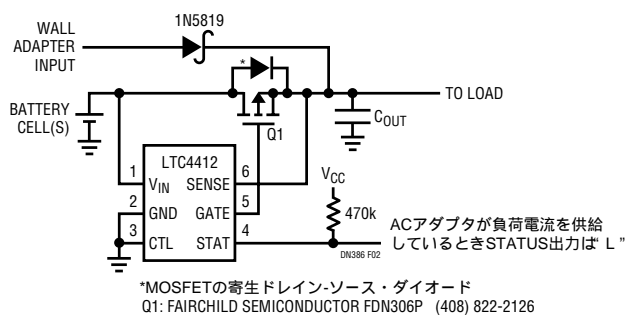 1N5819
WALL
ADAPTER
INPUT
*
TO LOAD
BATTERY
CELL(S)
Q1
COUT
LTC4412
1
VIN
SENSE
6
2
GND
GATE
5
3
CTL
STAT
4
VCC
470k
ACアダプタが負荷電流を供給
しているときSTATUS出力は“L”
DN386 F02
*MOSFETの寄生ドレイン-ソース・ダイオード
Q1: FAIRCHILD SEMICONDUCTOR FDN306P (408) 822-2126